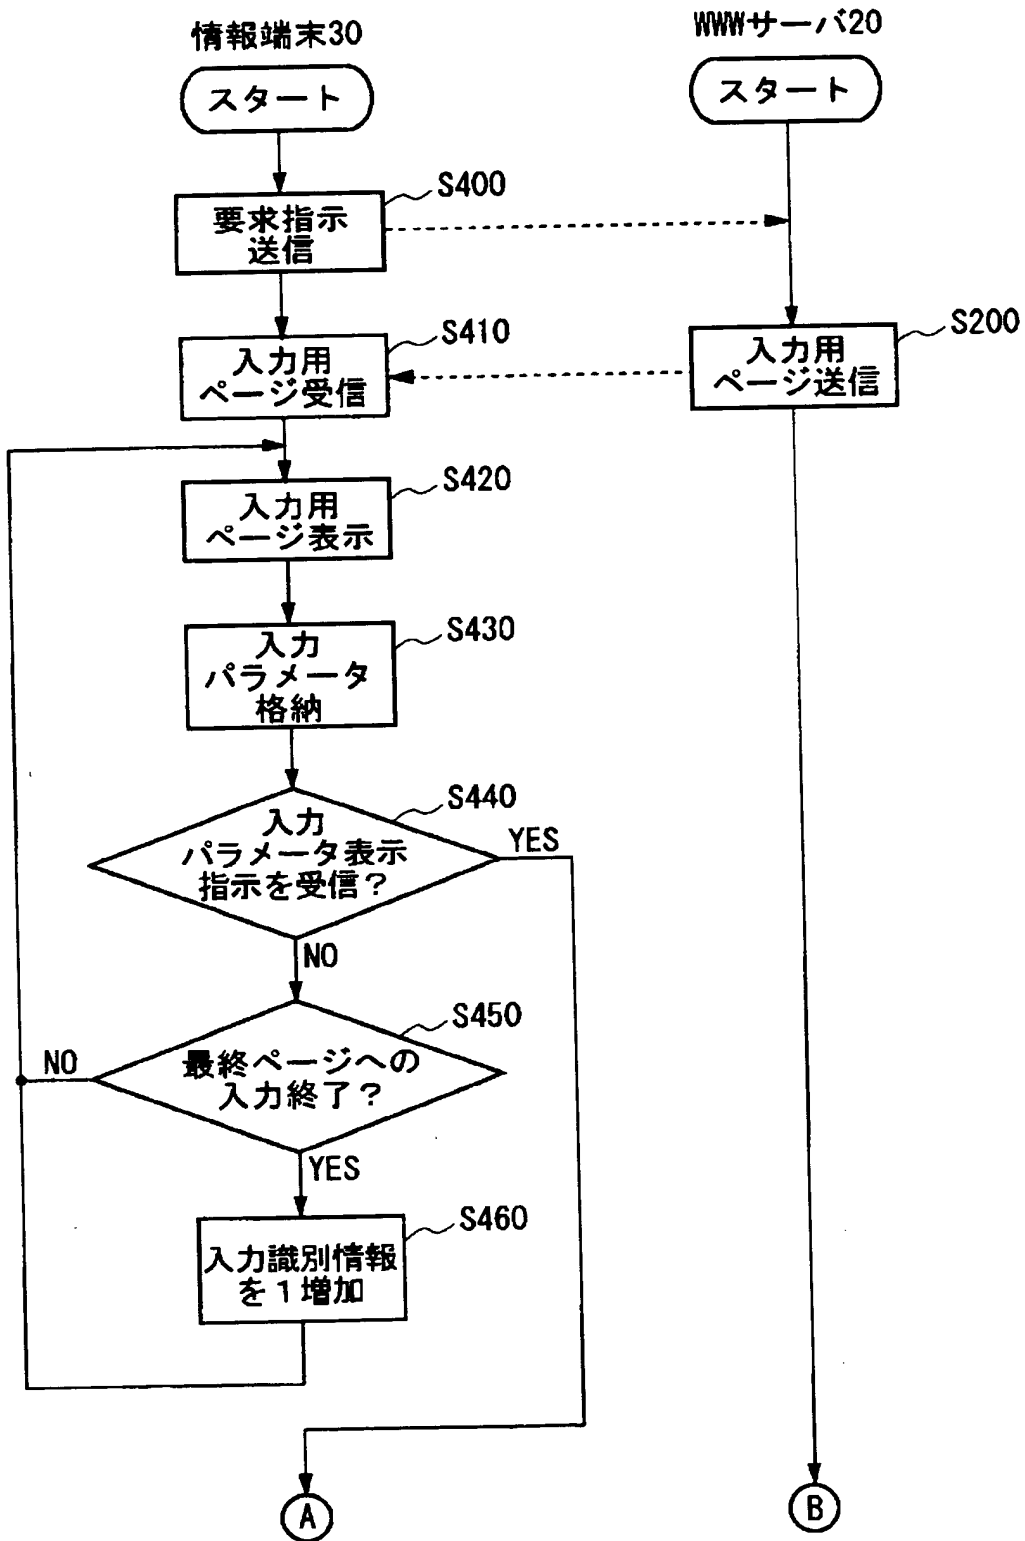 情報端末30
WWWサーバ20
スタート
スタート
S400
要求指示
送信
S410
入力用
ページ受信
S200
入力用
ページ送信
S420
入力用
ページ表示
S430
入力
パラメータ
格納
S440
入力
パラメータ表示
指示を受信?
YES
NO
S450
最終ページへの
入力終了?
NO
YES
S460
入力識別情報
を1増加
A
B